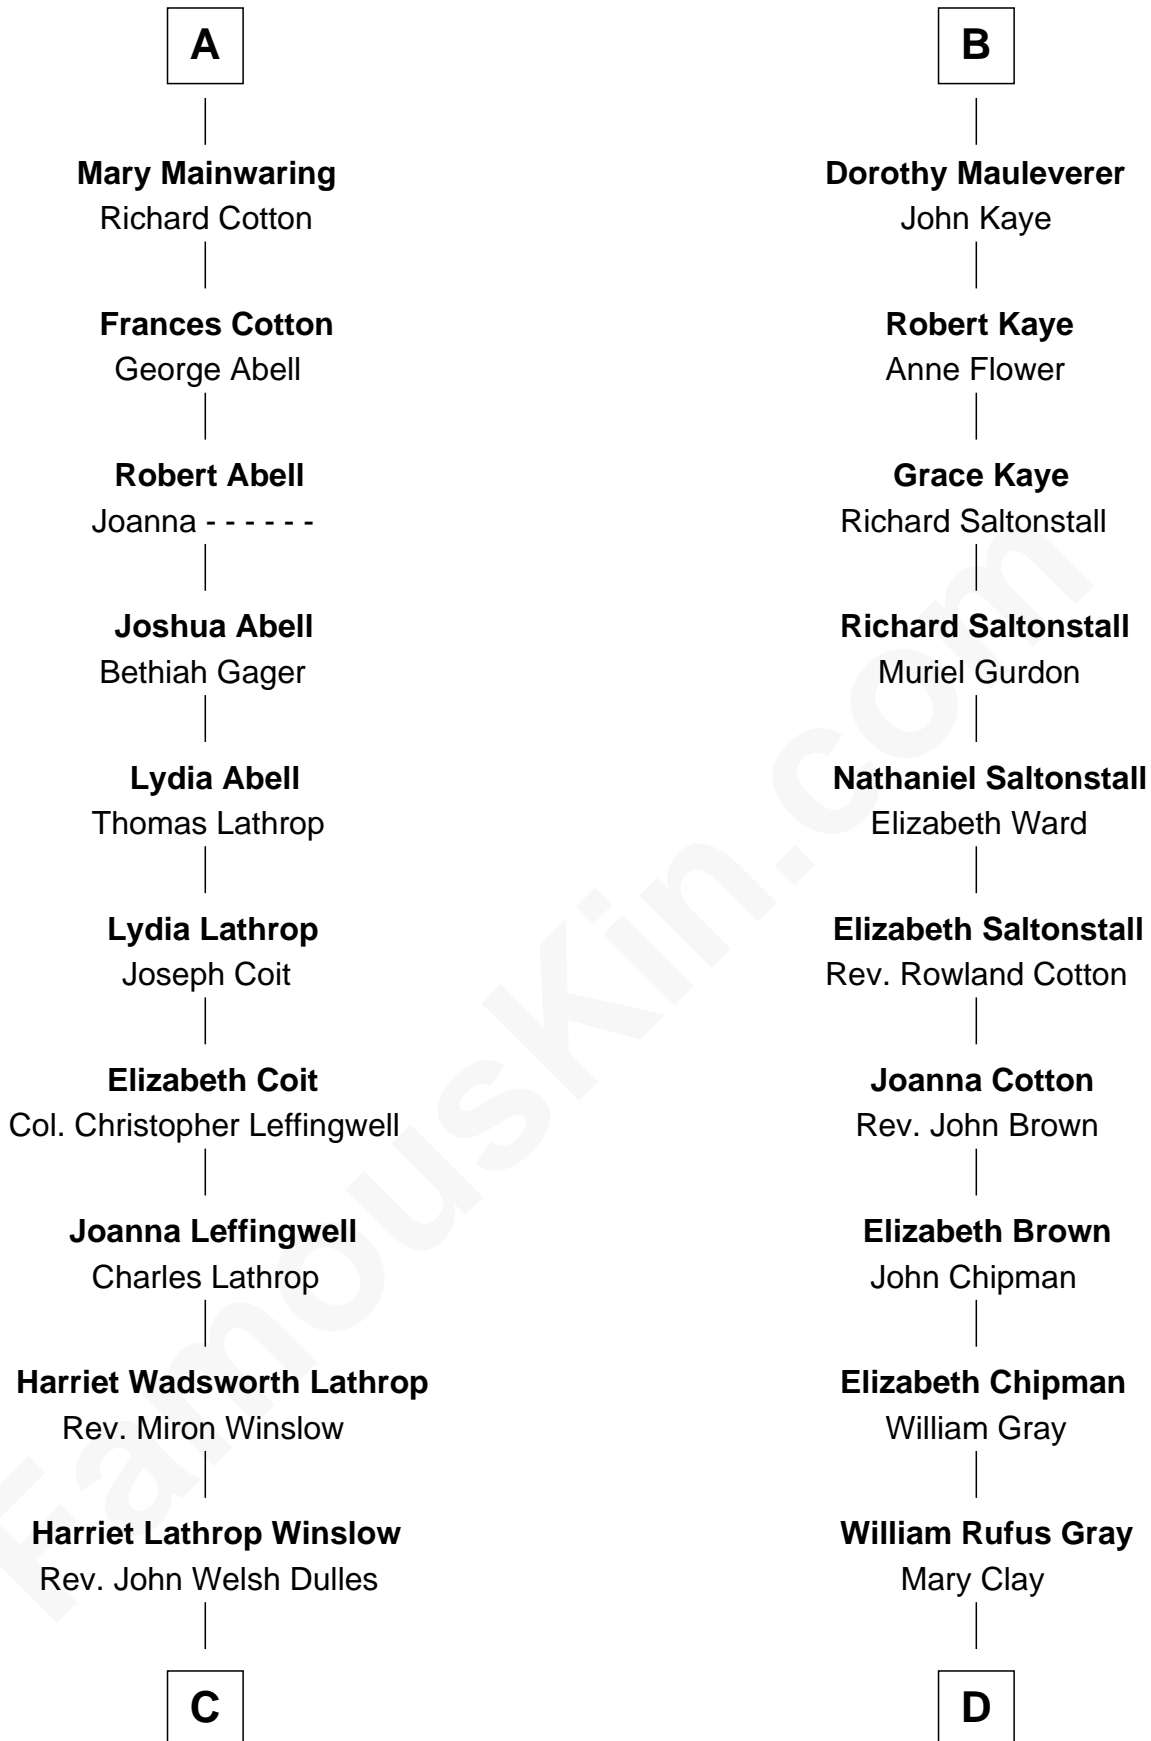 A
Mary Mainwaring
Richard Cotton
Frances Cotton
George Abell
Robert Abell
Joanna - - - - - -
Joshua Abell
Bethiah Gager
Lydia Abell
Thomas Lathrop
Lydia Lathrop
Joseph Coit
Elizabeth Coit
Col. Christopher Leffingwell
Joanna Leffingwell
Charles Lathrop
Harriet Wadsworth Lathrop
Rev. Miron Winslow
Harriet Lathrop Winslow
Rev. John Welsh Dulles
C
B
Dorothy Mauleverer
John Kaye
Robert Kaye
Anne Flower
Grace Kaye
Richard Saltonstall
Richard Saltonstall
Muriel Gurdon
Nathaniel Saltonstall
Elizabeth Ward
Elizabeth Saltonstall
Rev. Rowland Cotton
Joanna Cotton
Rev. John Brown
Elizabeth Brown
John Chipman
Elizabeth Chipman
William Gray
William Rufus Gray
Mary Clay
D
FamousKin.com